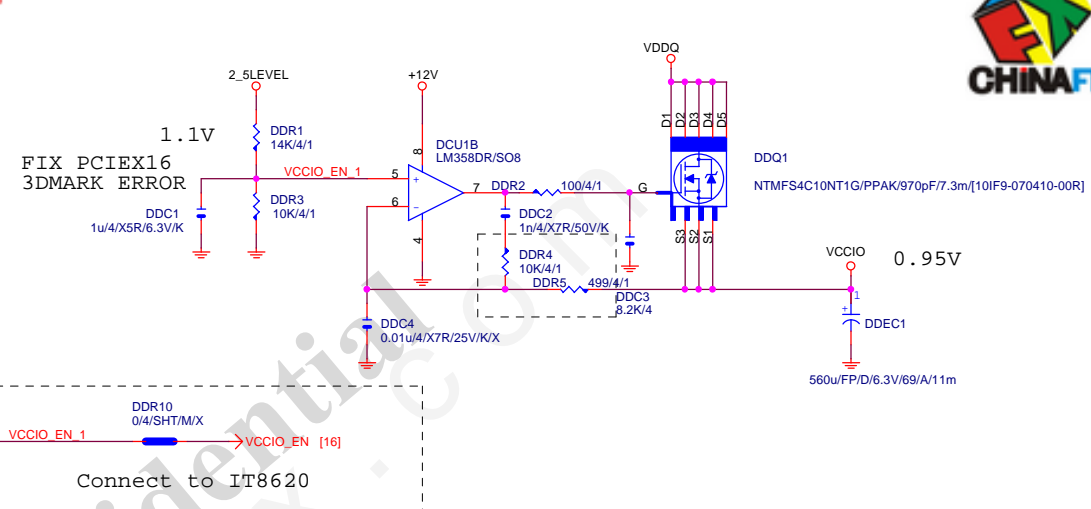 CHiNAF
VDDQ
2_5LEVEL
+12V
1.1V
DDR1
14K/4/1
DCU1B
LM358DR/SO8
D1
D2
D3
D4
D5
DDQ1
FIX PCIEX16
3DMARK ERROR
VCCIO_EN_1
8
5
+
7
DDR2
100/4/1
G
NTMFS4C10NT1G/PPAK/970pF/7.3m/[10IF9-070410-00R]
6
-
DDC1
1u/4/X5R/6.3V/K
DDR3
10K/4/1
DDC2
1n/4/X7R/50V/K
4
S3
S2
S1
DDR4
10K/4/1
VCCIO
0.95V
DDR5
499/4/1
DDC3
8.2K/4
1
+
DDC4
0.01u/4/X7R/25V/K/X
DDEC1
560u/FP/D/6.3V/69/A/11m
DDR10
0/4/SHT/M/X
VCCIO_EN_1
VCCIO_EN [16]
Connect to IT8620
idential
x.com